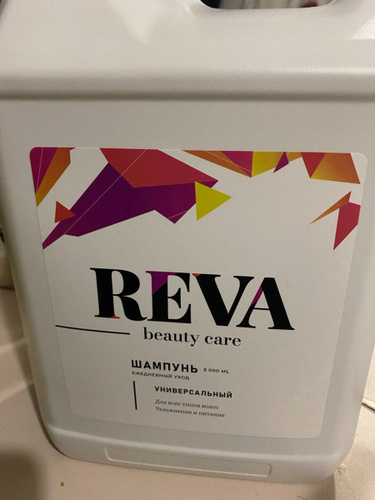 REVA
beauty care
ШАМПУНЬ 5 000 ML
ЕЖЕДНЕВНЫЙ УХОД
УНИВЕРСАЛЬНЫЙ
Для всех типов волос
Увлажнение и питание